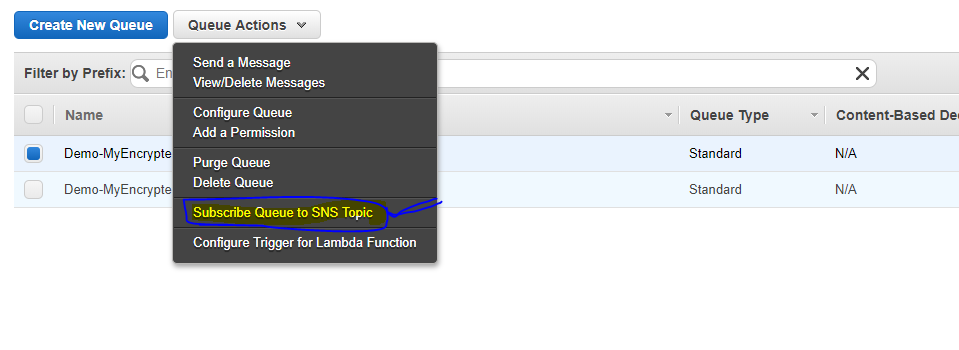 Create New Queue Queue Actions
Filter by Prefix: En
Send a Message
View/Delete Messages
Configure Queue
Add a Permission
Purge Queue
Delete Queue
Subscribe Queue to SNS Topic
Configure Trigger for Lambda Function
Name Queue Type Content-Based De
Demo-MyEncrypte Standard N/A
Demo-MyEncrypte Standard N/A